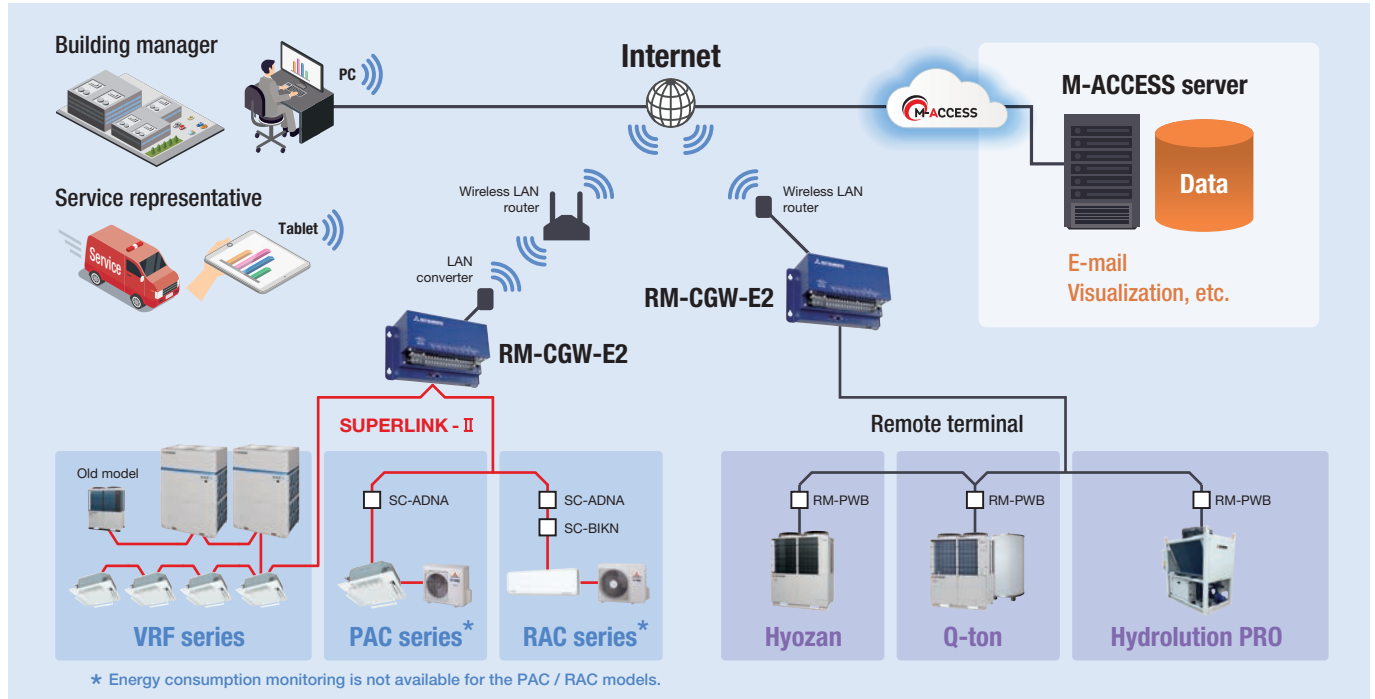 Building manager
PC
Internet
M-ACCESS
M-ACCESS server
Data
E-mail
Visualization, etc.
Service representative
Service
Tablet
Wireless LAN
router
LAN
converter
RM-CGW-E2
Wireless LAN
router
RM-CGW-E2
SUPERLINK - Ⅱ
Remote terminal
Old model
VRF series
SC-ADNA
PAC series*
SC-ADNA
SC-BIKN
RAC series*
RM-PWB
Hyozan
RM-PWB
Q-ton
RM-PWB
Hydrolution PRO
* Energy consumption monitoring is not available for the PAC / RAC models.